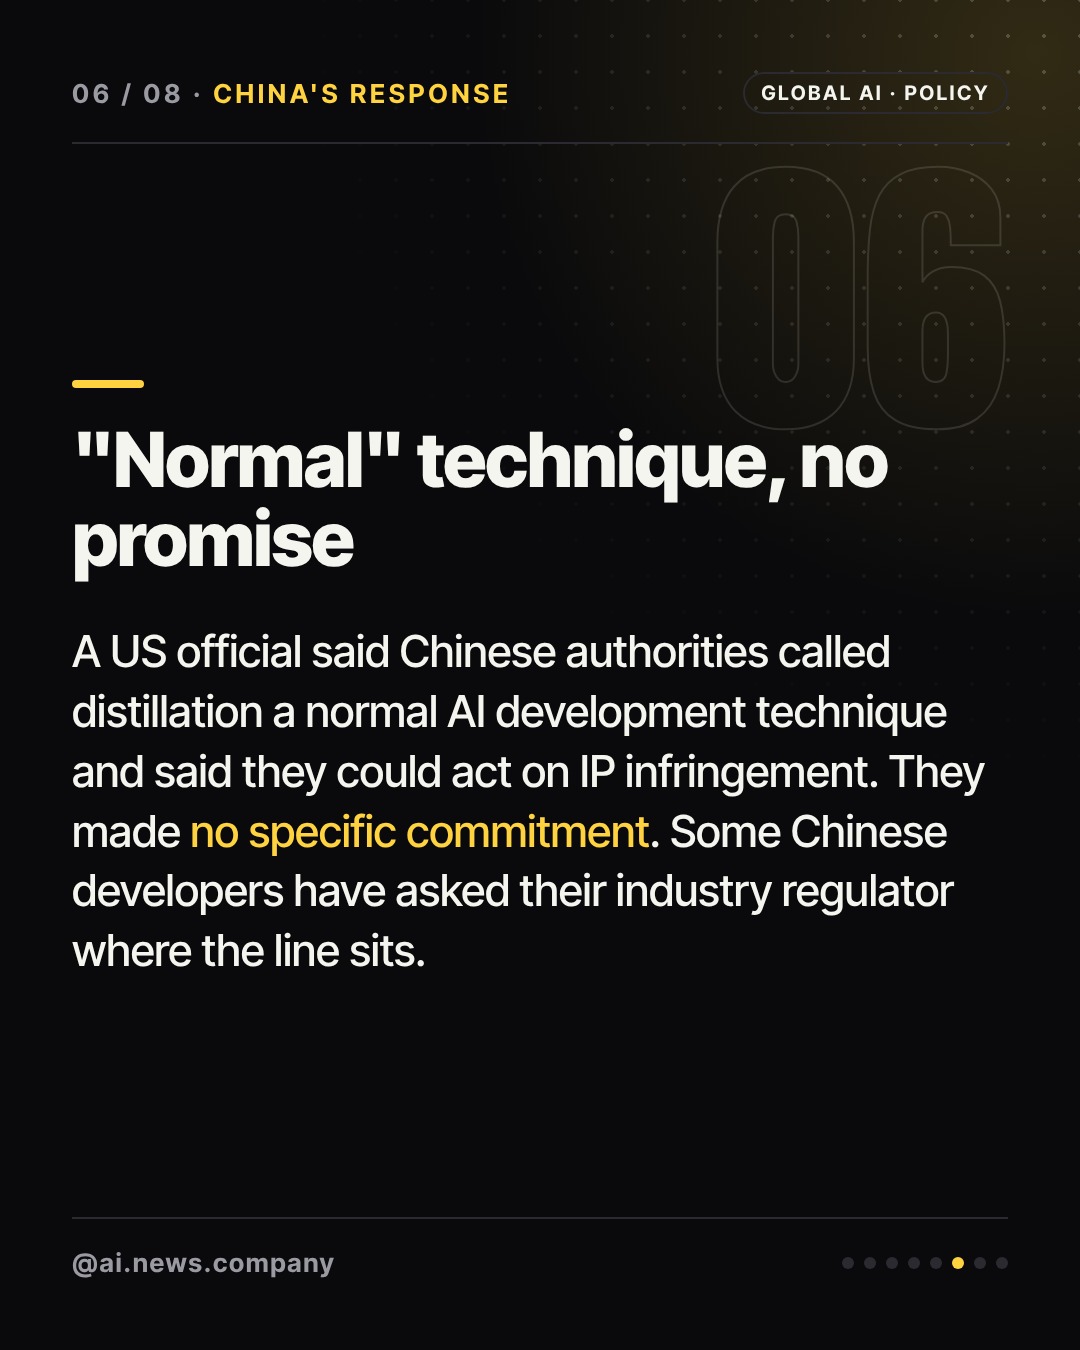 06 / 08 · CHINA'S RESPONSE
GLOBAL AI · POLICY
06
"Normal" technique, no
promise
A US official said Chinese authorities called
distillation a normal AI development technique
and said they could act on IP infringement. They
made no specific commitment. Some Chinese
developers have asked their industry regulator
where the line sits.
@ai.news.company